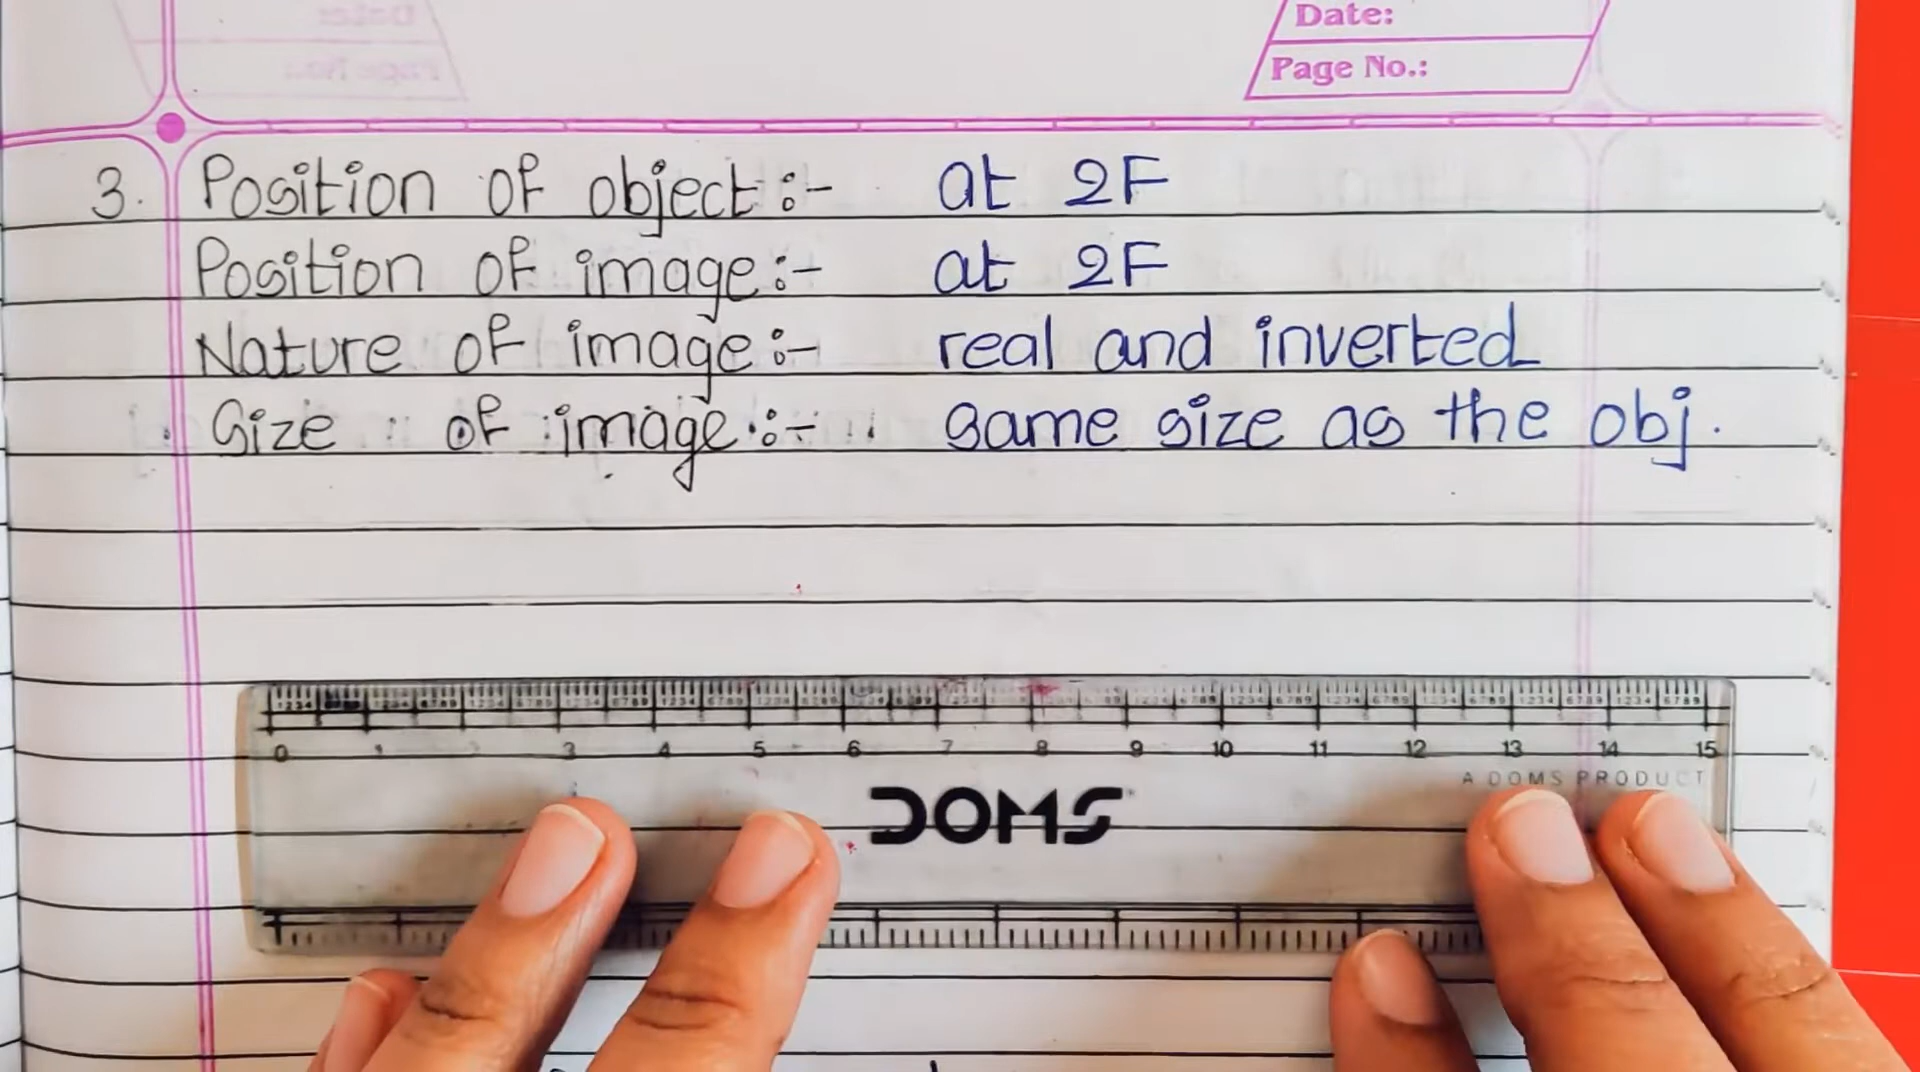 Date:
Page No.:
3. Position of object:- at 2F
Position of image:- at 2F
Nature of image:- real and inverted
Size of image:- same size as the obj.
0 1 2 3 4 5 6 7 8 9 10 11 12 13 14 15
A DOMS PRODUCT
DOMS